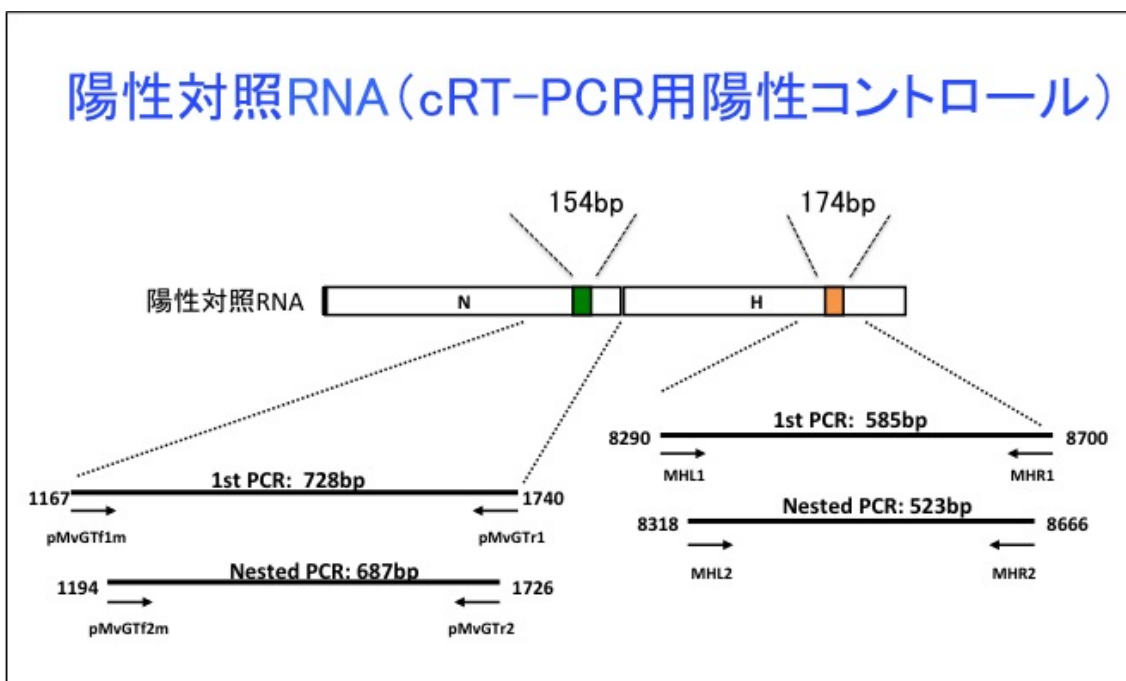 陽性対照RNA(cRT-PCR用陽性コントロール)
154bp
174bp
陽性対照RNA
N
H
1st PCR: 585bp
8290
8700
MHL1
MHR1
1st PCR: 728bp
1167
1740
pMvGTf1m
pMvGTr1
Nested PCR: 523bp
8318
8666
MHL2
MHR2
Nested PCR: 687bp
1194
1726
pMvGTf2m
pMvGTr2